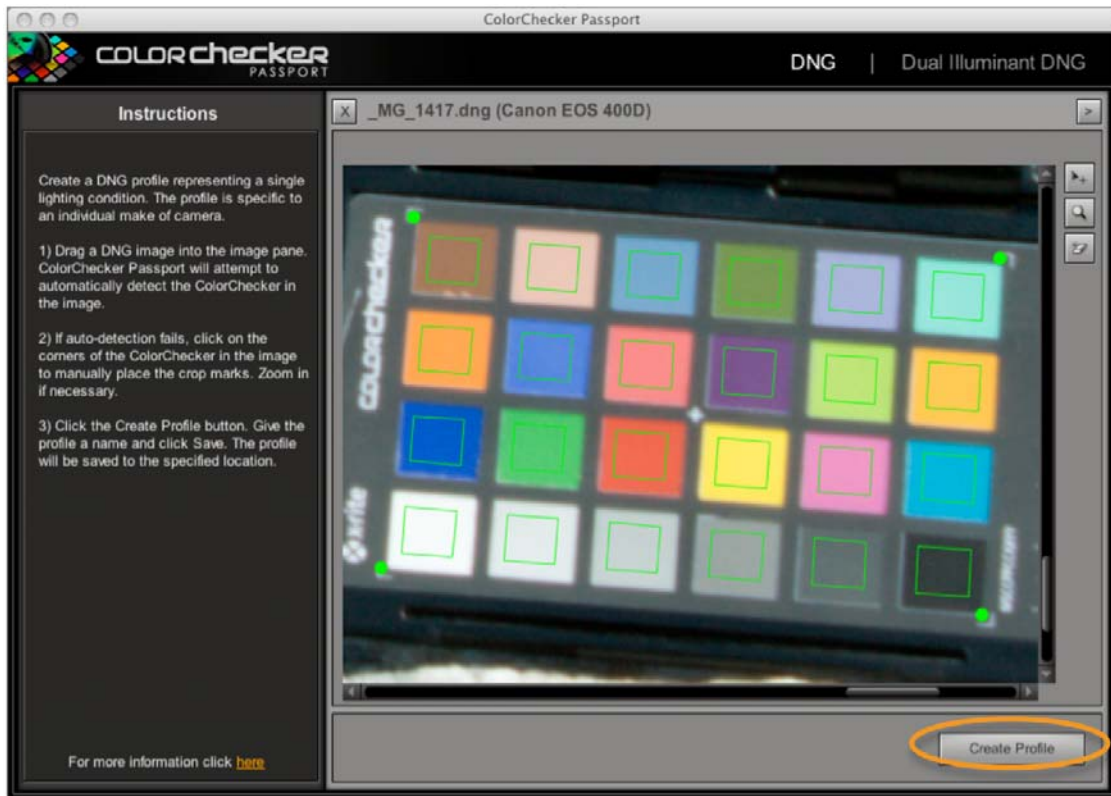 ColorChecker Passport
COLOR checker
PASSPORT
DNG | Dual Illuminant DNG
Instructions
X _MG_1417.dng (Canon EOS 400D) >
Create a DNG profile representing a single
lighting condition. The profile is specific to
an individual make of camera.
1) Drag a DNG image into the image pane.
ColorChecker Passport will attempt to
automatically detect the ColorChecker in
the image.
2) If auto-detection fails, click on the
corners of the ColorChecker in the image
to manually place the crop marks. Zoom in
if necessary.
3) Click the Create Profile button. Give the
profile a name and click Save. The profile
will be saved to the specified location.
For more information click here
colorchecker
x-rite
Create Profile